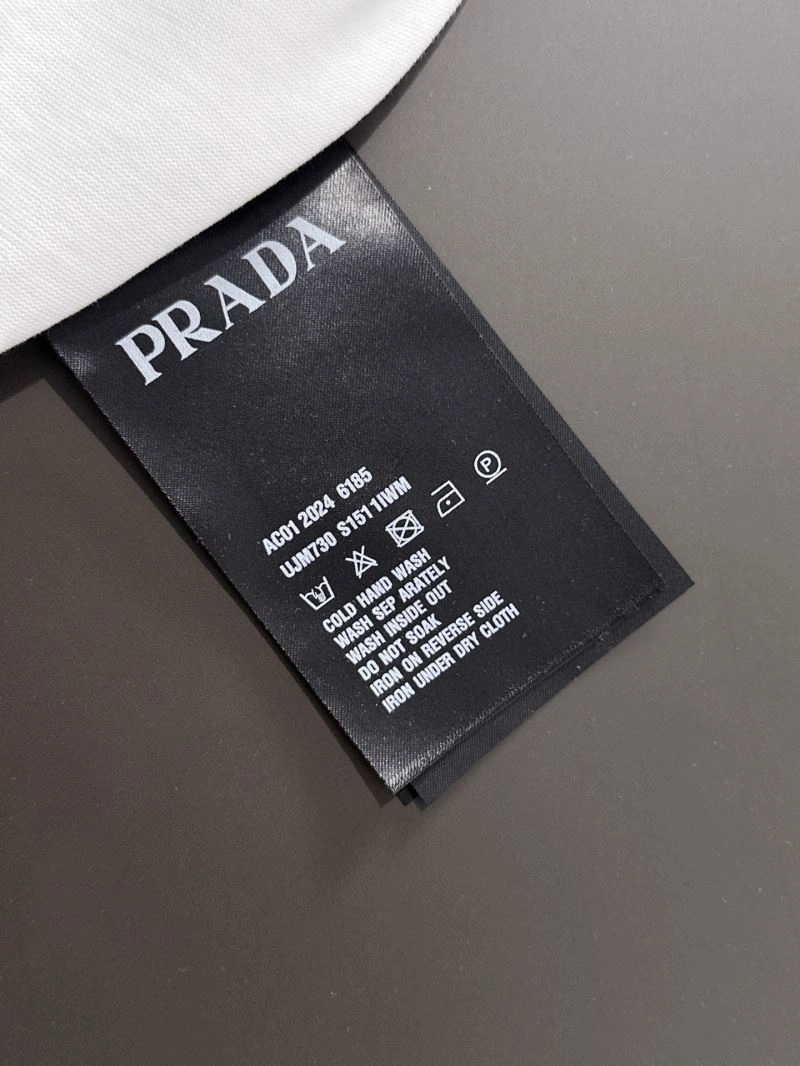 PRADA
AC01 2024 6185
UJM730 S151 1IWM
P
COLD HAND WASH
WASH SEP ARATELY
WASH INSIDE OUT
DO NOT SOAK
IRON ON REVERSE SIDE
IRON UNDER DRY CLOTH